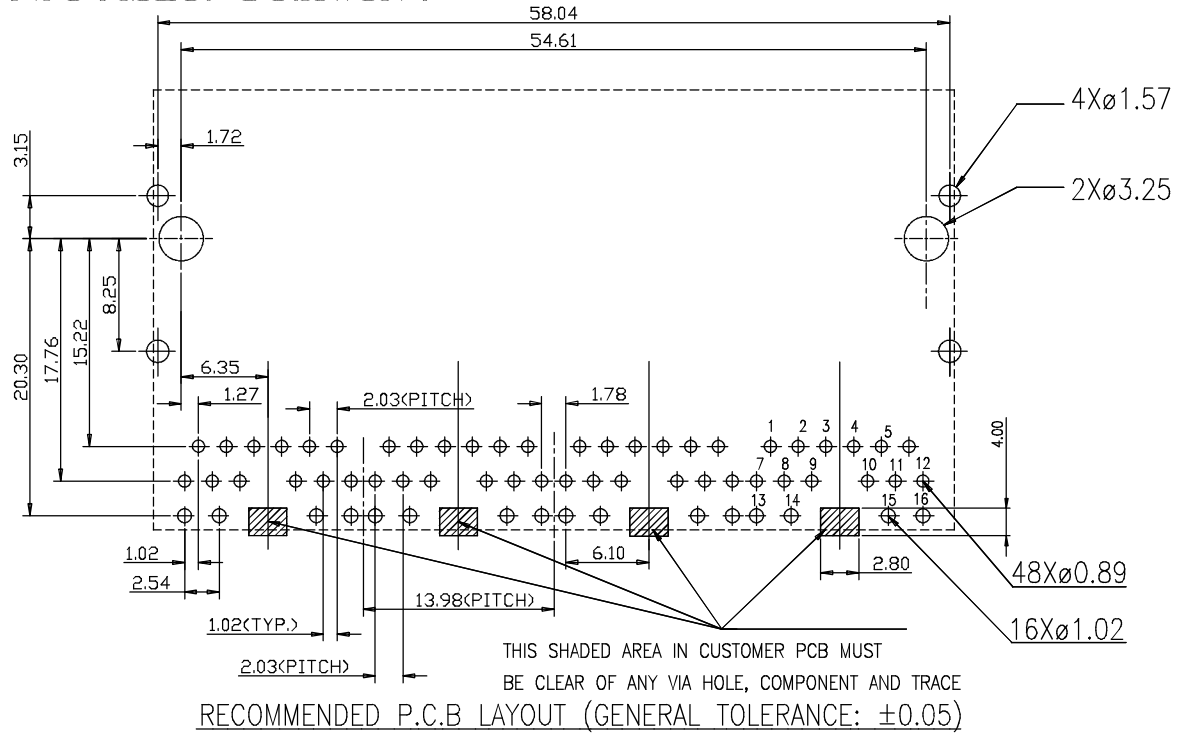 58.04
54.61
4Xø1.57
3.15
1.72
2Xø3.25
20.30
17.76
15.22
8.25
6.35
1.27
2.03(PITCH)
1.78
4.00
1 2 3 4 5
7 8 9 10 11 12
13 14 15 16
1.02
2.54
6.10
2.80
48Xø0.89
13.98(PITCH)
1.02(TYP.)
16Xø1.02
2.03(PITCH)
THIS SHADED AREA IN CUSTOMER PCB MUST
BE CLEAR OF ANY VIA HOLE, COMPONENT AND TRACE
RECOMMENDED P.C.B LAYOUT (GENERAL TOLERANCE: ±0.05)